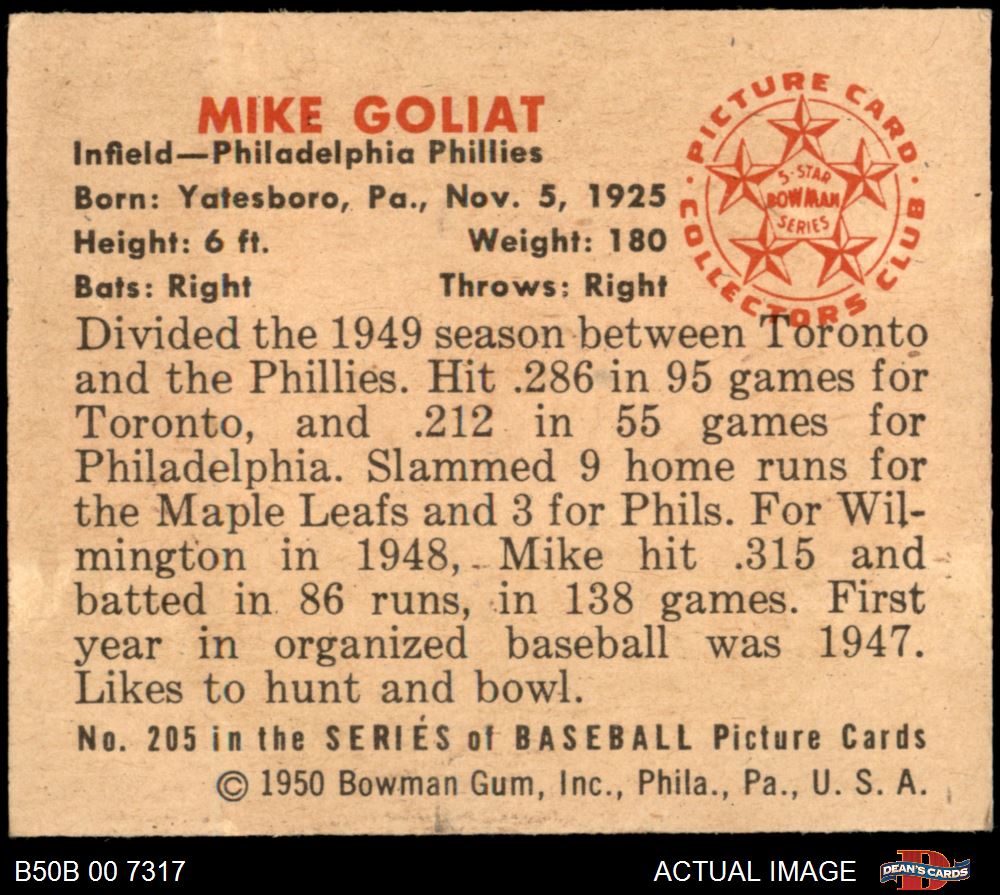 MIKE GOLIAT
Infield—Philadelphia Phillies
Born: Yatesboro, Pa., Nov. 5, 1925
Height: 6 ft. Weight: 180
Bats: Right Throws: Right
· PICTURE CARD ·
COLLECTORS CLUB
5-STAR
BOWMAN
SERIES
Divided the 1949 season between Toronto
and the Phillies. Hit .286 in 95 games for
Toronto, and .212 in 55 games for
Philadelphia. Slammed 9 home runs for
the Maple Leafs and 3 for Phils. For Wil-
mington in 1948, Mike hit .315 and
batted in 86 runs, in 138 games. First
year in organized baseball was 1947.
Likes to hunt and bowl.
No. 205 in the SERIES of BASEBALL Picture Cards
© 1950 Bowman Gum, Inc., Phila., Pa., U. S. A.
B50B 00 7317 ACTUAL IMAGE
D
DEAN'S CARDS